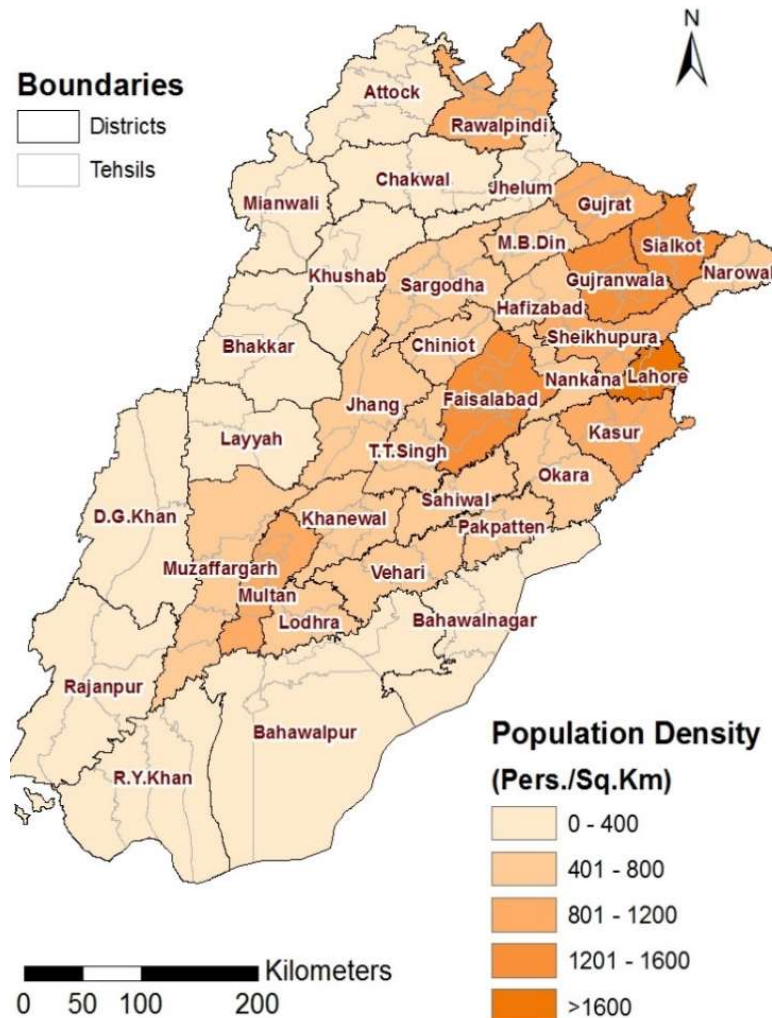 N
Boundaries
Districts
Tehsils
Attock
Rawalpindi
Chakwal
Jhelum
Mianwali
Gujrat
M.B.Din
Sialkot
Khushab
Sargodha
Gujranwala
Narowal
Hafizabad
Bhakkar
Chiniot
Sheikhupura
Nankana
Lahore
Jhang
Faisalabad
Kasur
Layyah
T.T.Singh
Okara
Sahiwal
D.G.Khan
Khanewal
Pakpatten
Muzaffargarh
Vehari
Multan
Lodhra
Bahawalnagar
Rajanpur
Bahawalpur
R.Y.Khan
Population Density
(Pers./Sq.Km)
0 - 400
401 - 800
801 - 1200
1201 - 1600
>1600
Kilometers
0 50 100 200